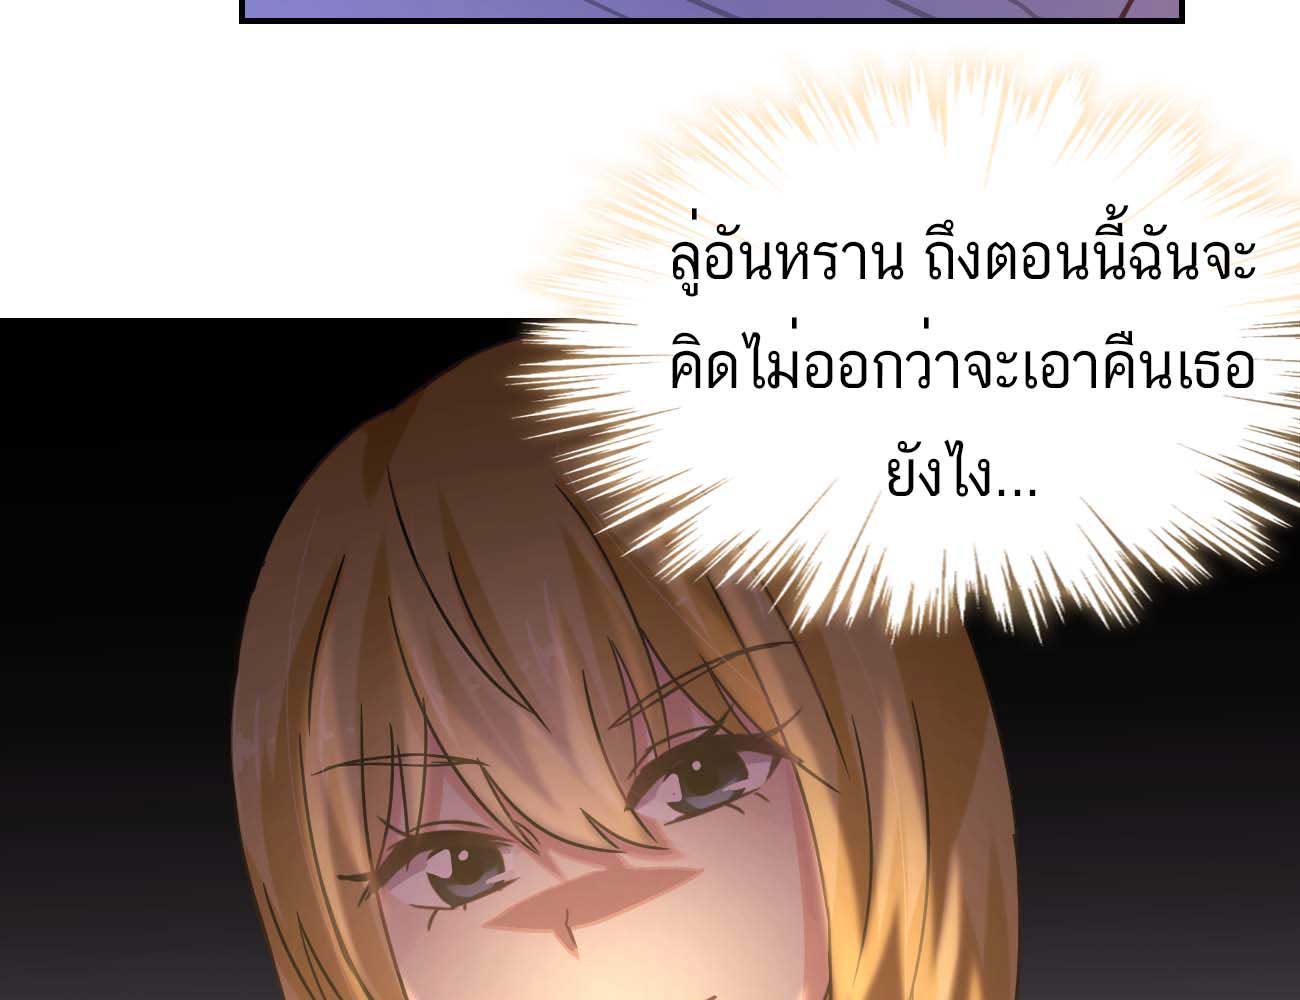 ลู่อันหราน ถึงตอนนี้ฉันจะ
คิดไม่ออกว่าจะเอาคืนเธอ
ยังไง...